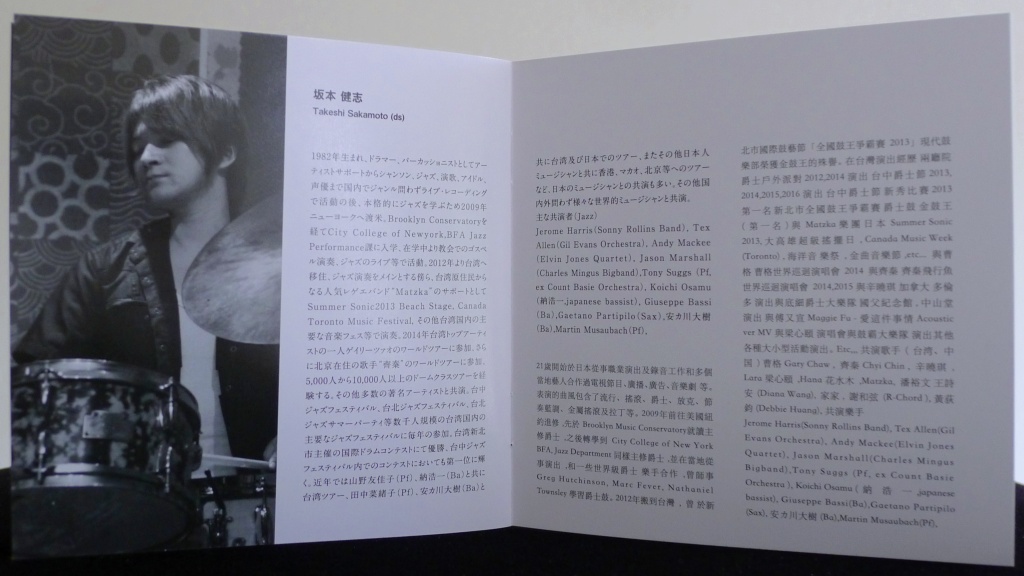 坂本 健志
Takeshi Sakamoto (ds)
1982年生まれ、ドラマー、パーカッショニストとしてアー
ティストサポートからシャンソン、ジャズ、演歌、アイドル、
声優まで国内でジャンル問わずライブ・レコーディング
で活動の後、本格的にジャズを学ぶため2009年
ニューヨークへ渡米。Brooklyn Conservatoryを
経てCity College of Newyork,BFA Jazz
Performance課に入学。在学中より教会でのゴスペ
ル演奏、ジャズのライブ等で活動。2012年より台湾へ
移住。ジャズ演奏をメインとする傍ら、台湾原住民から
なる人気レゲエバンド"Matzka"のサポートとして
Summer Sonic2013 Beach Stage, Canada
Toronto Music Festival, その他台湾国内の主
要な音楽フェス等で演奏。2014年台湾トップアーティ
ストの一人ゲイリーツァオのワールドツアーに参加。さら
に北京在住の歌手"齊秦"のワールドツアーに参加。
5,000人から10,000人以上のドームクラスツアーを経
験する。その他多数の著名アーティストと共演。台中
ジャズフェスティバル、台北ジャズフェスティバル、台北
ジャズサマーパーティ等数千人規模の台湾国内の
主要なジャズフェスティバルに毎年の参加。台湾新北
市主催の国際ドラムコンテストにて優勝、台中ジャズ
フェスティバル内でのコンテストにおいても第一位に輝
く。近年では山野友佳子(Pf)、納浩一(Ba)と共に
台湾ツアー、田中菜緒子(Pf)、安カ川大樹(Ba)と
共に台湾及び日本でのツアー、またその他日本人
ミュージシャンと共に香港、マカオ、北京等へのツアー
など、日本のミュージシャンとの共演も多い。その他国
内外問わず様々な世界的ミュージシャンと共演。
主な共演者(Jazz)
Jerome Harris(Sonny Rollins Band), Tex
Allen(Gil Evans Orchestra), Andy Mackee
(Elvin Jones Quartet), Jason Marshall
(Charles Mingus Bigband),Tony Suggs (Pf,
ex Count Basie Orchestra), Koichi Osamu
(納浩一,japanese bassist), Giuseppe Bassi
(Ba),Gaetano Partipilo(Sax),安カ川大樹
(Ba),Martin Musaubach(Pf),
21歲開始於日本從事職業演出及錄音工作和多個
當地藝人合作過電視節目、廣播、廣告、音樂劇 等、
表演的曲風包含了流行、搖滾、爵士、放克、節
奏藍調、金屬搖滾及拉丁等。2009年前往美國紐
約進修 ,先於 Brooklyn Music Conservatory就讀主
修爵士 ,之後轉學到 City College of New York
BFA, Jazz Department 同樣主修爵士 ,並在當地從
事演出 ,和一些世界級爵士 樂手合作 ,曾師事
Greg Hutchinson, Marc Fever, Nathaniel
Townsley 學習爵士鼓。2012年搬到台灣 ，曾 於新
北市國際鼓藝節「全國鼓王爭霸賽 2013」現代鼓
樂部榮獲金鼓王的殊譽。在台灣演出經歷 兩廳院
爵士戶外派對 2012,2014 演出 台中爵士節 2013,
2014,2015,2016 演出 台中爵士節 新秀比賽 2013
第一名 新北市全國鼓王爭霸賽 爵士鼓 金鼓王
( 第一名 ) 與 Matzka 樂團 日本 Summer Sonic
2013, 大高雄超級搖擺日 , Canada Music Week
(Toronto) , 海洋音樂祭 , 金曲音樂節 ,etc... 與曹
格 曹格世界巡迴演唱會 2014 與齊秦 齊秦飛行魚
世界巡迴演唱會 2014,2015 與辛曉琪 加拿大 多倫
多 演出 與底細爵士大樂隊 國父紀念館 , 中山堂
演出 與傅又宣 Maggie Fu - 愛這件事情 Acoustic
ver MV 與梁心頤 演唱會與鼓霸大樂隊 演出其他
各種大小型活動演出。Etc,,, 共演歌手 ( 台湾、中
国 ) 曹格 Gary Chaw , 齊秦 Chyi Chin , 辛曉琪 ,
Lara 梁心頤 ,Hana 花水木 ,Matzka, 潘裕文 王詩
安 (Diana Wang), 家家 , 謝和弦 (R-Chord ), 黃荻
鈞 (Debbie Huang), 共演樂手
Jerome Harris(Sonny Rollins Band), Tex Allen(Gil
Evans Orchestra), Andy Mackee(Elvin Jones
Quartet), Jason Marshall(Charles Mingus
Bigband),Tony Suggs (Pf, ex Count Basie
Orchestra ), Koichi Osamu ( 納 浩 一 ,japanese
bassist), Giuseppe Bassi(Ba),Gaetano Partipilo
(Sax), 安カ川大樹 (Ba),Martin Musaubach(Pf),